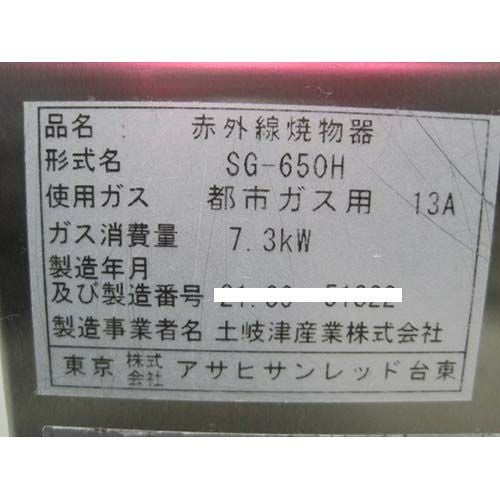 品名 赤外線焼物器
形式名 SG-650H
使用ガス 都市ガス用 13A
ガス消費量 7.3kW
製造年月
及び製造番号
製造事業者名 土岐津産業株式会社
東京 株式会社 アサヒサンレッド台東